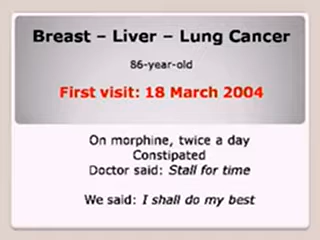 Breast – Liver – Lung Cancer
86-year-old
First visit: 18 March 2004
On morphine, twice a day
Constipated
Doctor said: Stall for time
We said: I shall do my best